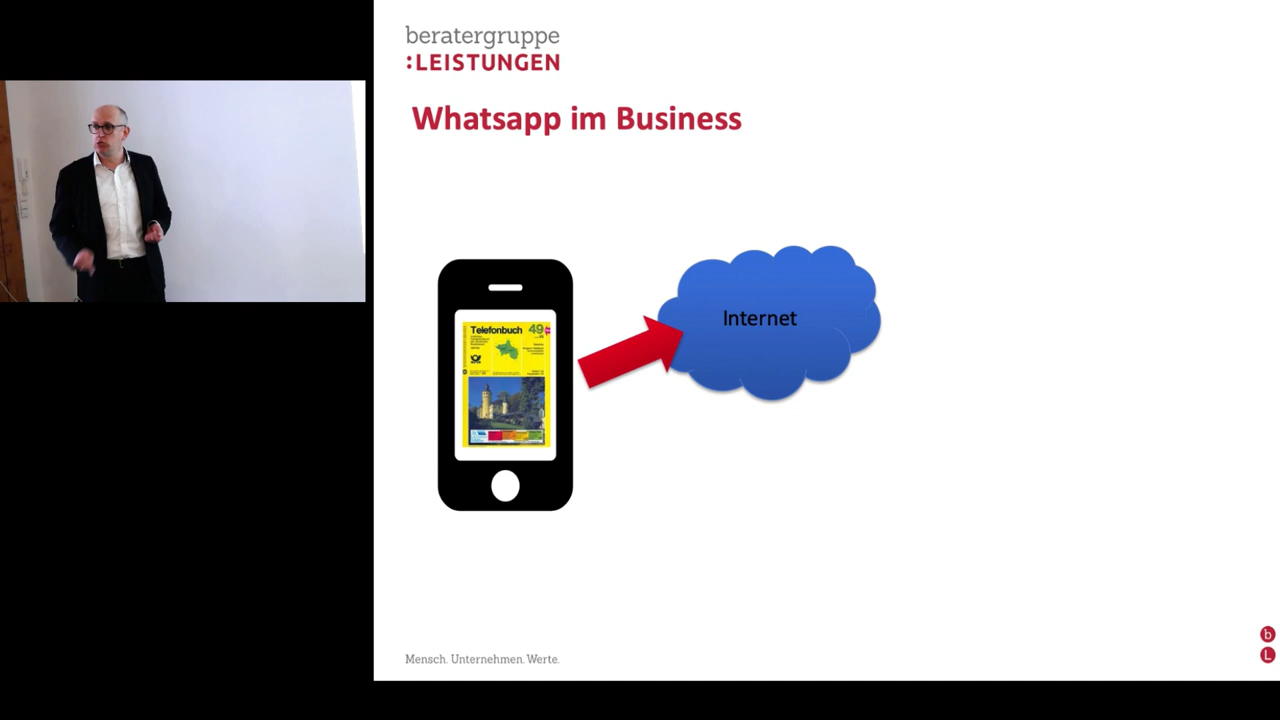 beratergruppe
:LEISTUNGEN
Whatsapp im Business
Telefonbuch 49
Internet
Mensch. Unternehmen. Werte.
b
L